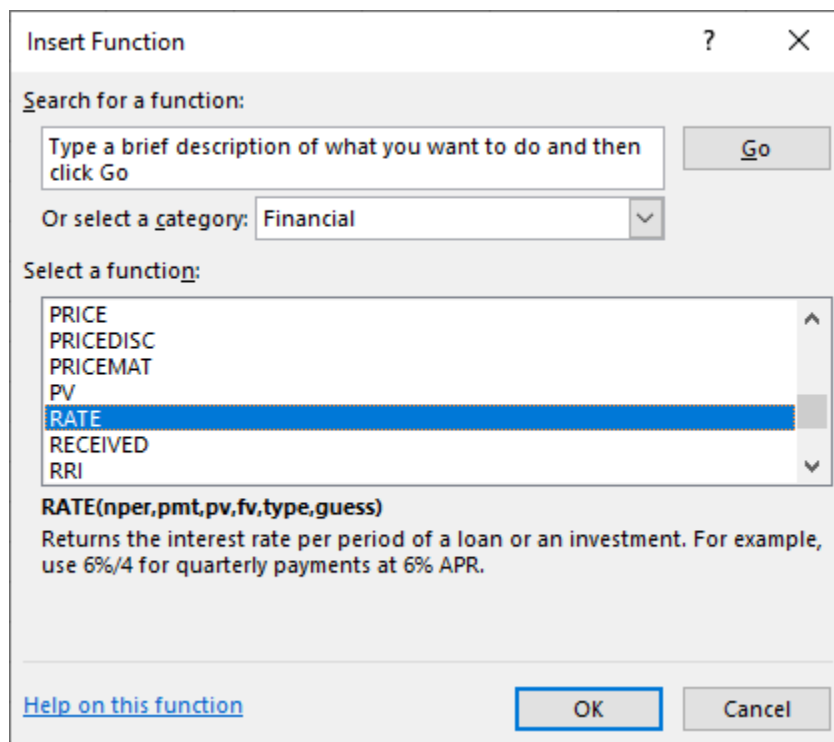 Insert Function
?
Search for a function:
Type a brief description of what you want to do and then
click Go
Go
Or select a category:
Financial
Select a function:
PRICE
PRICEDISC
PRICEMAT
PV
RATE
RECEIVED
RRI
RATE(nper,pmt,pv,fv,type,guess)
Returns the interest rate per period of a loan or an investment. For example,
use 6%/4 for quarterly payments at 6% APR.
Help on this function
OK
Cancel